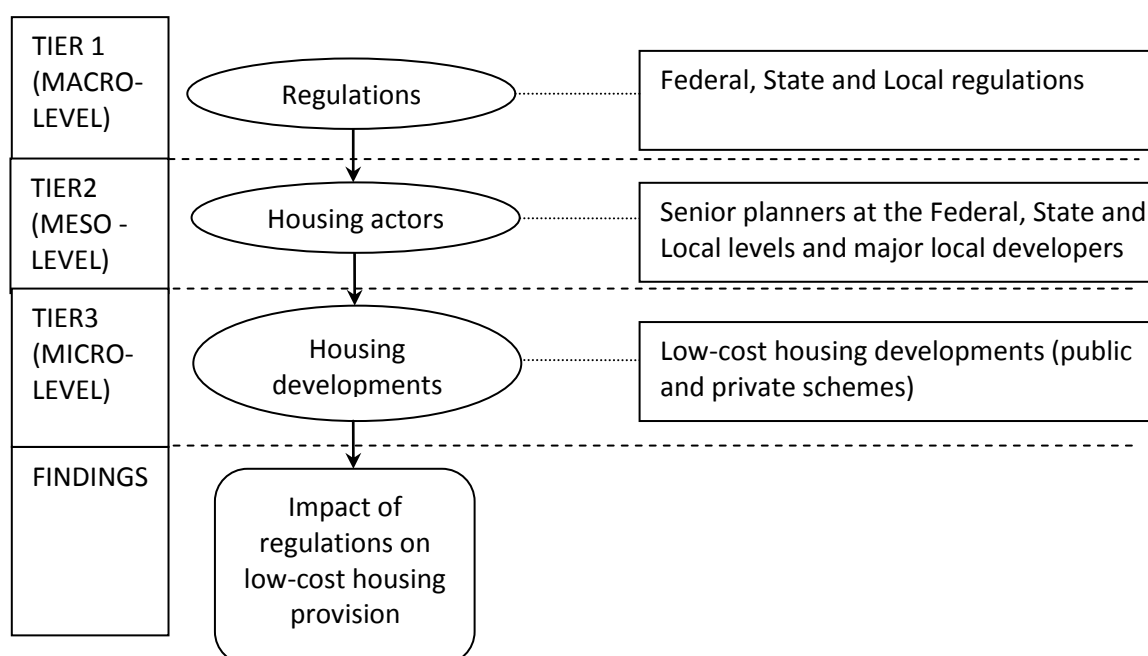 TIER 1
(MACRO-
LEVEL)
Regulations
Federal, State and Local regulations
TIER2
(MESO -
LEVEL)
Housing actors
Senior planners at the Federal, State and
Local levels and major local developers
TIER3
(MICRO-
LEVEL)
Housing
developments
Low-cost housing developments (public
and private schemes)
FINDINGS
Impact of
regulations on
low-cost housing
provision